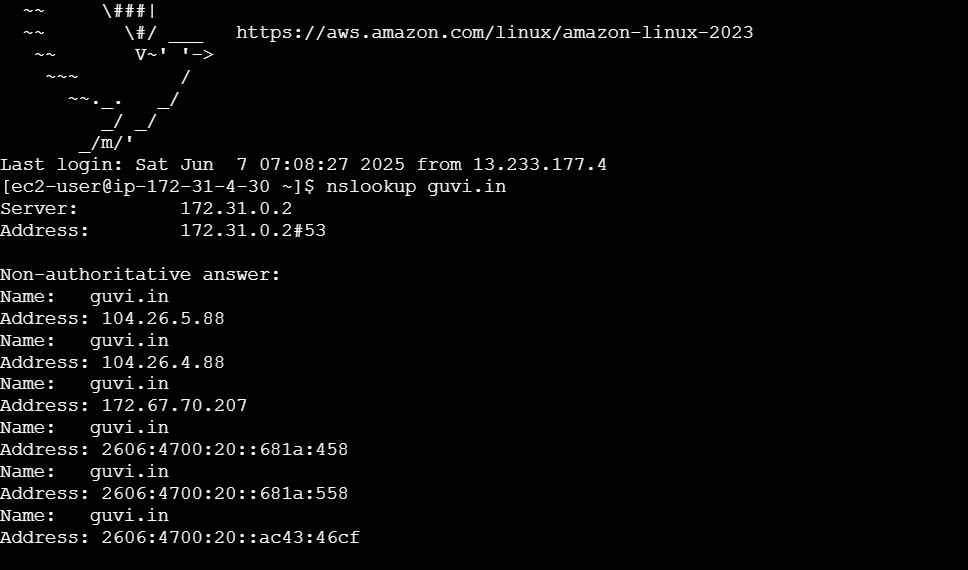 ~~     \###|
  ~~       \#/ ___   https://aws.amazon.com/linux/amazon-linux-2023
   ~~       V~' '->
    ~~~         /
      ~~._.   _/
         _/ _/
       _/m/'
Last login: Sat Jun  7 07:08:27 2025 from 13.233.177.4
[ec2-user@ip-172-31-4-30 ~]$ nslookup guvi.in
Server:         172.31.0.2
Address:        172.31.0.2#53

Non-authoritative answer:
Name:   guvi.in
Address: 104.26.5.88
Name:   guvi.in
Address: 104.26.4.88
Name:   guvi.in
Address: 172.67.70.207
Name:   guvi.in
Address: 2606:4700:20::681a:458
Name:   guvi.in
Address: 2606:4700:20::681a:558
Name:   guvi.in
Address: 2606:4700:20::ac43:46cf